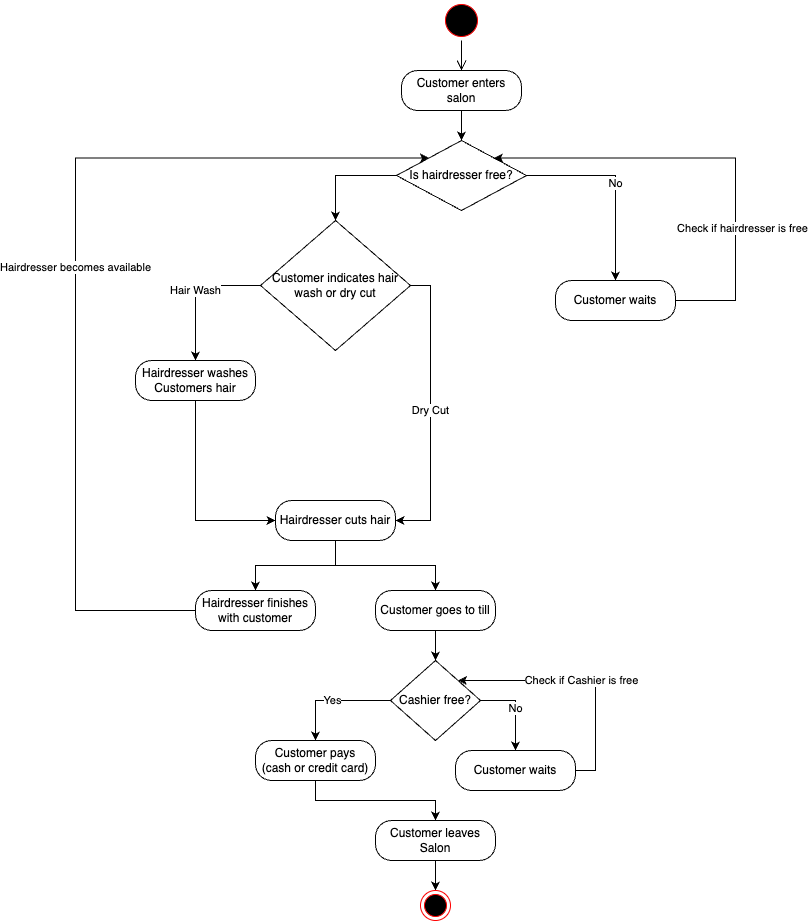 Customer enters
salon
Is hairdresser free?
No
Check if hairdresser is free
Hairdresser becomes available
Customer indicates hair
wash or dry cut
Hair Wash
Customer waits
Hairdresser washes
Customers hair
Dry Cut
Hairdresser cuts hair
Hairdresser finishes
with customer
Customer goes to till
Check if Cashier is free
Yes
Cashier free?
No
Customer pays
(cash or credit card)
Customer waits
Customer leaves
Salon